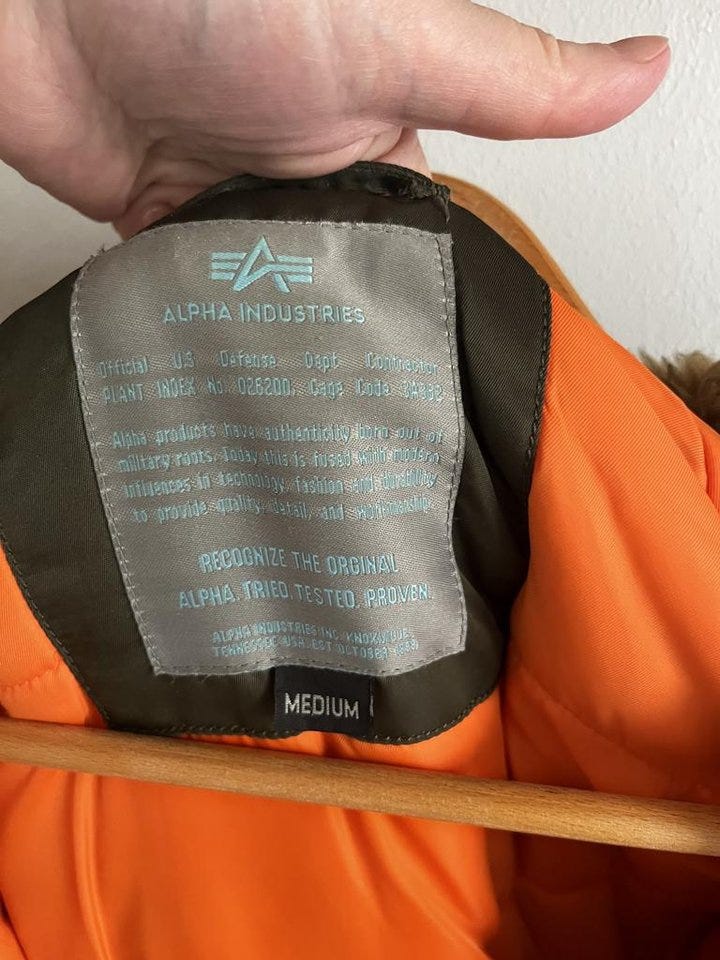 ALPHA INDUSTRIES
Official U.S Defense Dept Contractor
PLANT INDEX No. 026200. Cage Code 3A382
Alpha products have authenticity born out of
military roots. Today this is fused with modern
influences in technology, fashion and durability
to provide quality, detail, and workmanship.
RECOGNIZE THE ORGINAL
ALPHA. TRIED. TESTED. PROVEN.
ALPHA INDUSTRIES INC. KNOXVILLE,
TENNESSEE USA. EST OCTOBER 1959
MEDIUM